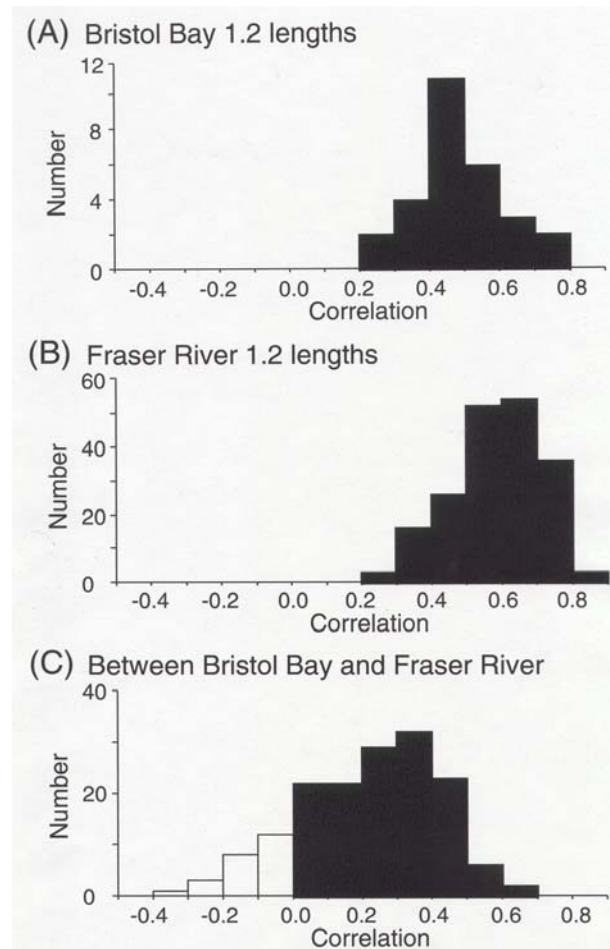 (A) Bristol Bay 1.2 lengths
12
8
4
0
Number
-0.4 -0.2 0.0 0.2 0.4 0.6 0.8
Correlation
(B) Fraser River 1.2 lengths
60
40
20
0
Number
-0.4 -0.2 0.0 0.2 0.4 0.6 0.8
Correlation
(C) Between Bristol Bay and Fraser River
40
20
0
Number
-0.4 -0.2 0.0 0.2 0.4 0.6 0.8
Correlation